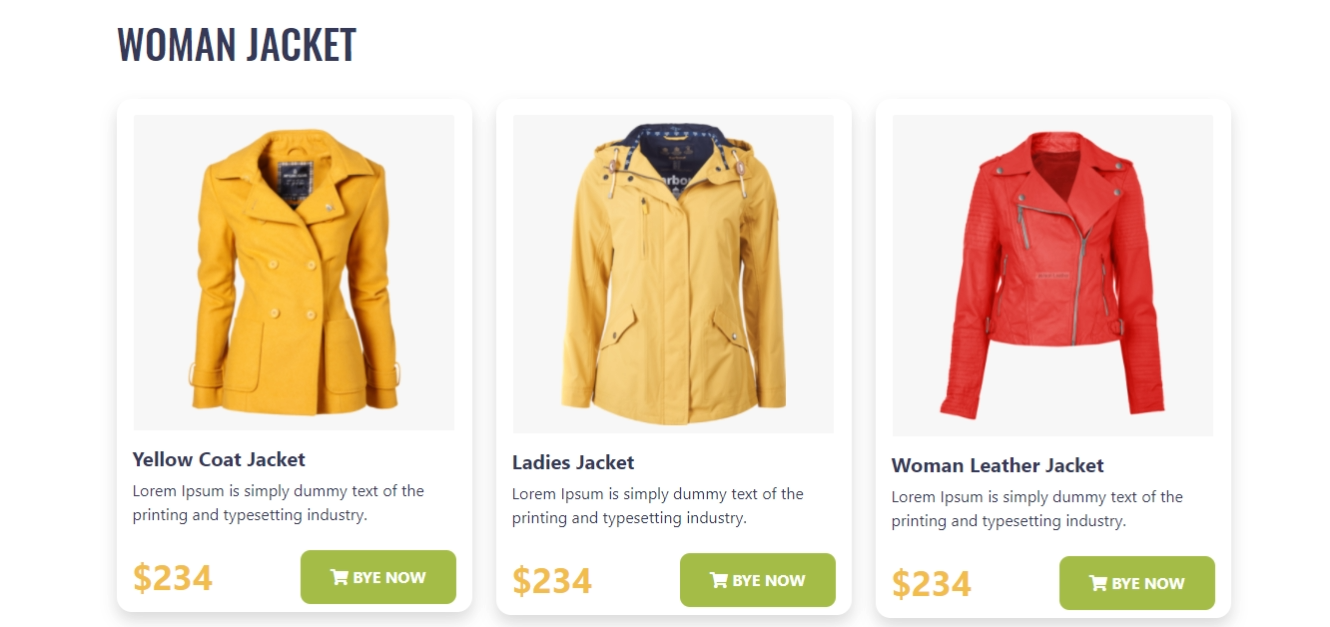 WOMAN JACKET
Yellow Coat Jacket
Lorem Ipsum is simply dummy text of the
printing and typesetting industry.
$234
BYE NOW
Ladies Jacket
Lorem Ipsum is simply dummy text of the
printing and typesetting industry.
$234
BYE NOW
Woman Leather Jacket
Lorem Ipsum is simply dummy text of the
printing and typesetting industry.
$234
BYE NOW